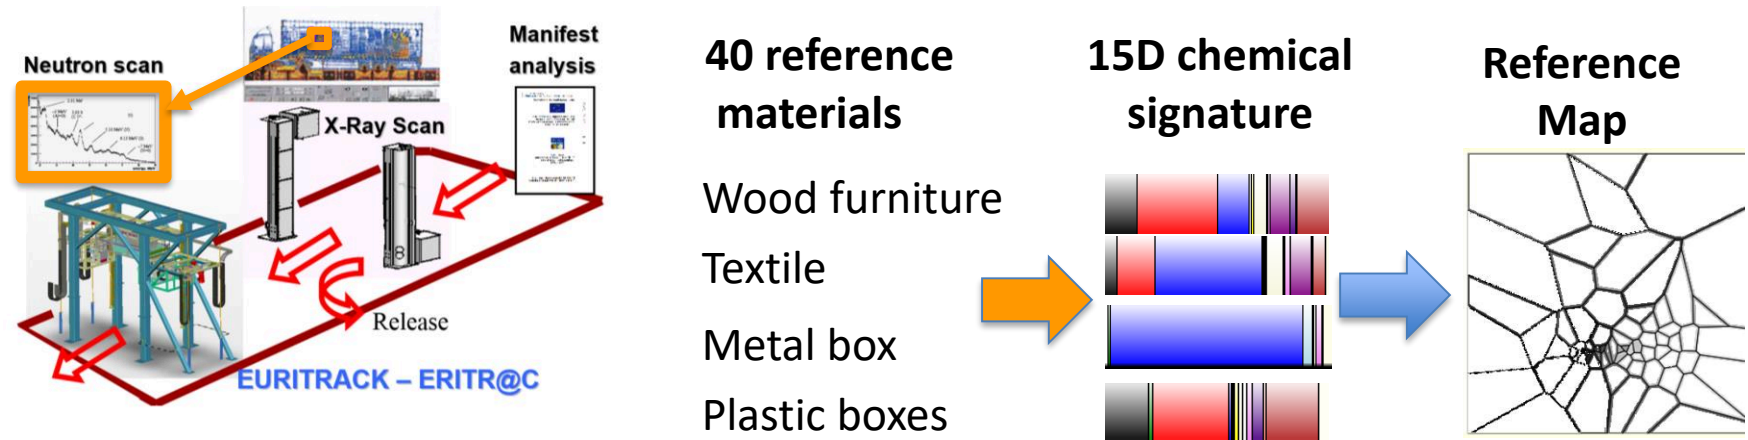 Neutron scan
Manifest
analysis
X-Ray Scan
Release
EURITRACK – ERITR@C
40 reference
materials
Wood furniture
Textile
Metal box
Plastic boxes
15D chemical
signature
Reference
Map